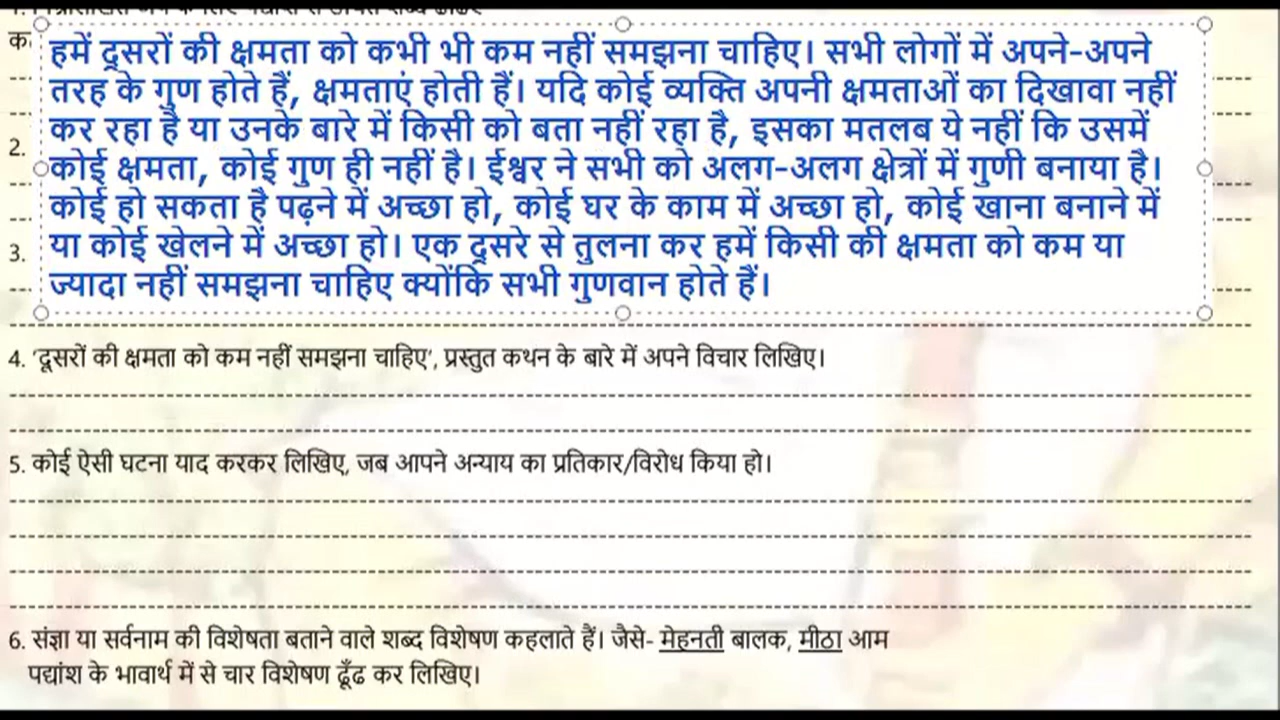 हमें दूसरों की क्षमता को कभी भी कम नहीं समझना चाहिए। सभी लोगों में अपने-अपने
तरह के गुण होते हैं, क्षमताएं होती हैं। यदि कोई व्यक्ति अपनी क्षमताओं का दिखावा नहीं
कर रहा है या उनके बारे में किसी को बता नहीं रहा है, इसका मतलब ये नहीं कि उसमें
2.
कोई क्षमता, कोई गुण ही नहीं है। ईश्वर ने सभी को अलग-अलग क्षेत्रों में गुणी बनाया है।
कोई हो सकता है पढ़ने में अच्छा हो, कोई घर के काम में अच्छा हो, कोई खाना बनाने में
3.
या कोई खेलने में अच्छा हो। एक दूसरे से तुलना कर हमें किसी की क्षमता को कम या
ज्यादा नहीं समझना चाहिए क्योंकि सभी गुणवान होते हैं।
4. 'दूसरों की क्षमता को कम नहीं समझना चाहिए', प्रस्तुत कथन के बारे में अपने विचार लिखिए।
5. कोई ऐसी घटना याद करकर लिखिए, जब आपने अन्याय का प्रतिकार/विरोध किया हो।
6. संज्ञा या सर्वनाम की विशेषता बताने वाले शब्द विशेषण कहलाते हैं। जैसे- मेहनती बालक, मीठा आम
पद्यांश के भावार्थ में से चार विशेषण ढूँढ कर लिखिए।